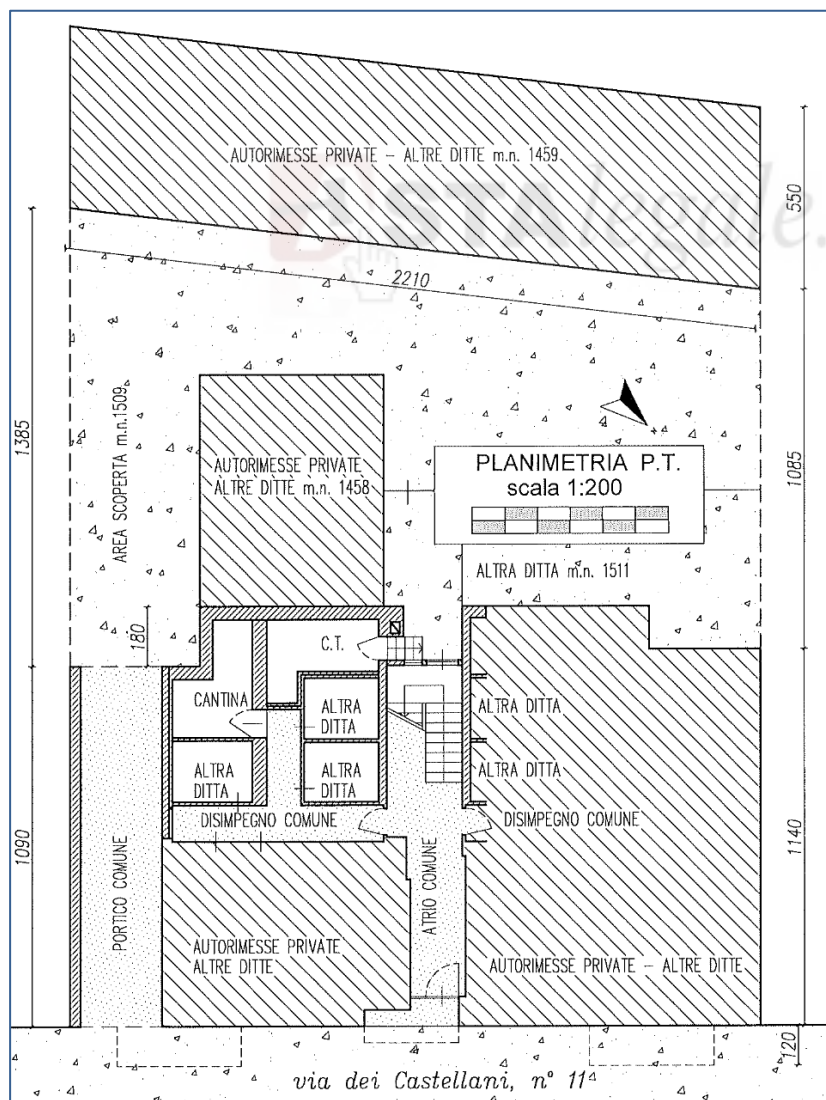 AUTORIMESSE PRIVATE - ALTRE DITTE m.n. 1459
ASTAlegale.
550
2210
1385
AREA SCOPERTA m.n.1509
AUTORIMESSE PRIVATE
ALTRE DITTE m.n. 1458
PLANIMETRIA P.T.
scala 1:200
1085
ALTRA DITTA m.n. 1511
180
C.T.
CANTINA
ALTRA
DITTA
ALTRA DITTA
ALTRA
DITTA
ALTRA
DITTA
ALTRA DITTA
DISIMPEGNO COMUNE
DISIMPEGNO COMUNE
1090
PORTICO COMUNE
ATRIO COMUNE
1140
AUTORIMESSE PRIVATE
ALTRE DITTE
AUTORIMESSE PRIVATE - ALTRE DITTE
120
via dei Castellani, n° 11